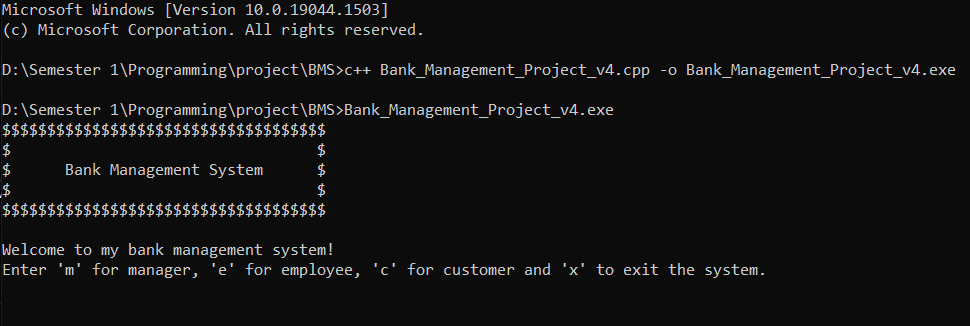 Microsoft Windows [Version 10.0.19044.1503]
(c) Microsoft Corporation. All rights reserved.
D:\Semester 1\Programming\project\BMS>c++ Bank_Management_Project_v4.cpp -o Bank_Management_Project_v4.exe
D:\Semester 1\Programming\project\BMS>Bank_Management_Project_v4.exe
$$$$$$$$$$$$$$$$$$$$$$$$$$$$$$$$$$$$
$                                  $
$      Bank Management System      $
$                                  $
$$$$$$$$$$$$$$$$$$$$$$$$$$$$$$$$$$$$
Welcome to my bank management system!
Enter 'm' for manager, 'e' for employee, 'c' for customer and 'x' to exit the system.